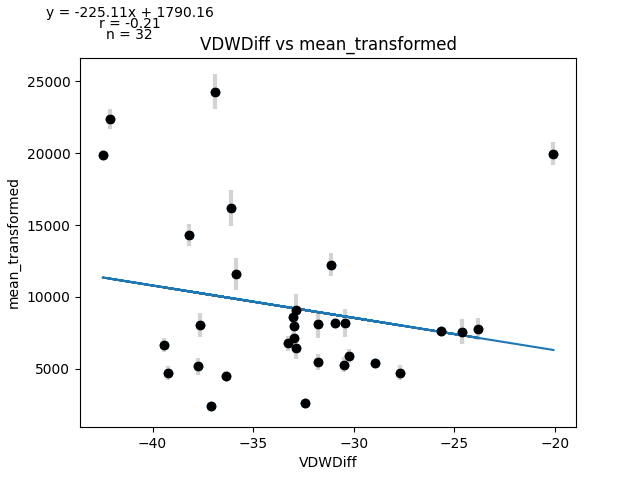 y = -225.11x + 1790.16
r = -0.21
n = 32
VDWDiff vs mean_transformed
25000
20000
15000
10000
5000
mean_transformed
−40
−35
−30
−25
−20
VDWDiff